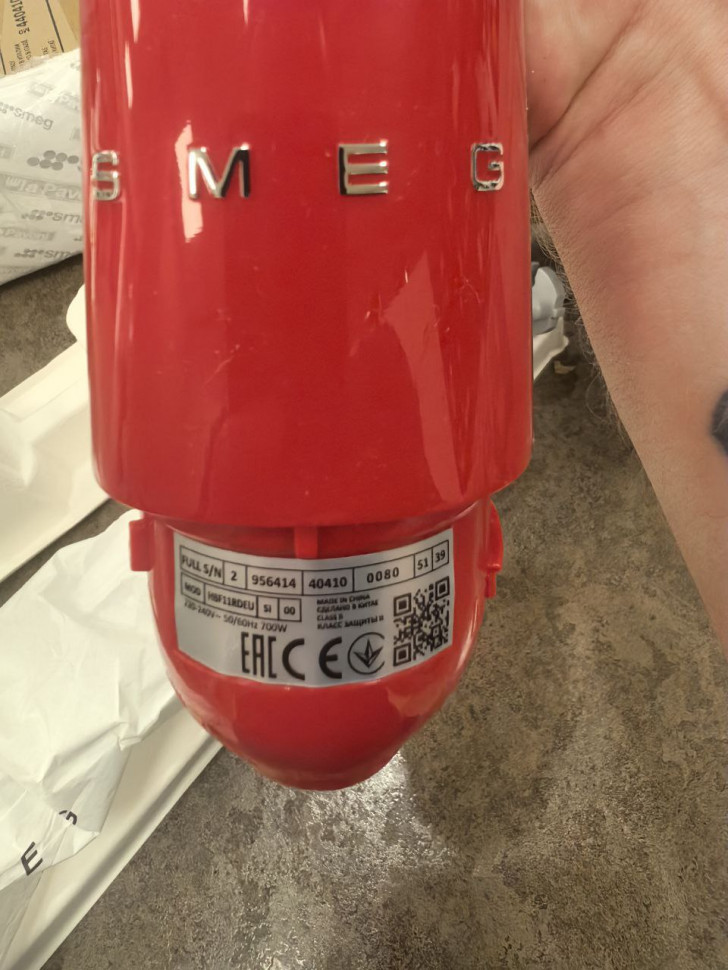 smeg
SMEG
FULL S/N 2 956414 40410 0080 51 39
MOD HBF11RDEU SI 00
220-240V~ 50/60Hz 700W
MADE IN CHINA
СДЕЛАНО В КИТАЕ
CLASS II
КЛАСС ЗАЩИТЫ II
EAC CE